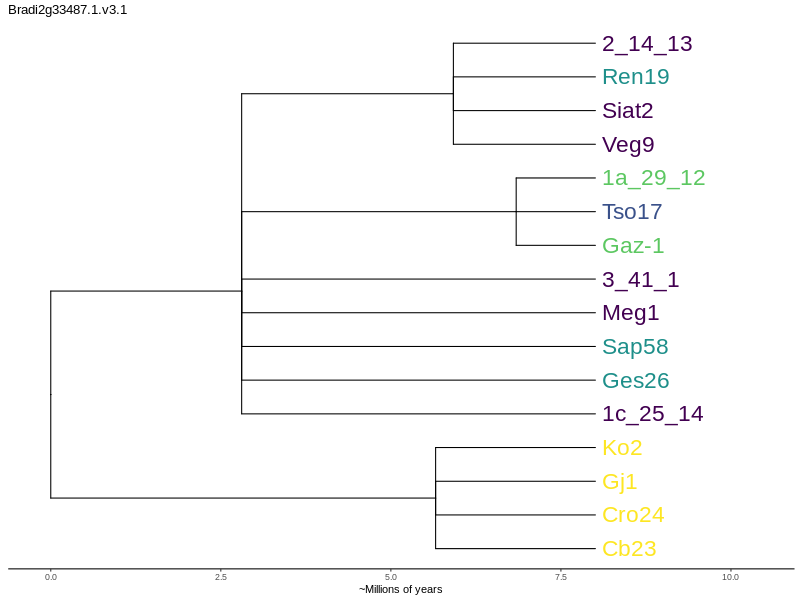 Bradi2g33487.1.v3.1
2_14_13
Ren19
Siat2
Veg9
1a_29_12
Tso17
Gaz-1
3_41_1
Meg1
Sap58
Ges26
1c_25_14
Ko2
Gj1
Cro24
Cb23
0.0 2.5 5.0 7.5 10.0
~Millions of years